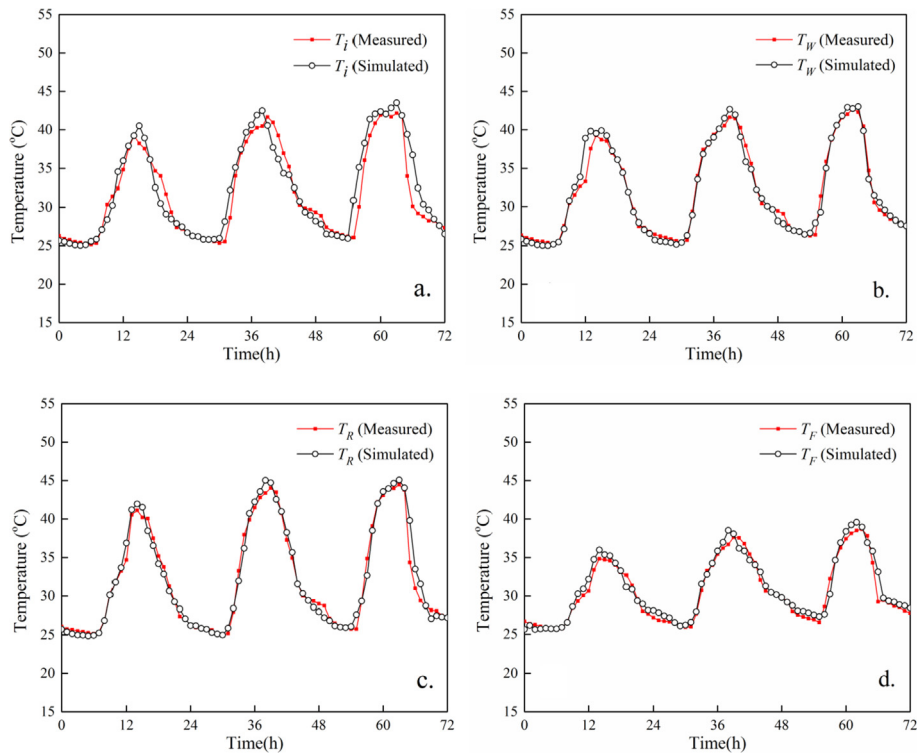 55
50
45
40
35
30
25
20
15
Temperature (°C)
T_i (Measured)
T_i (Simulated)
a.
0 12 24 36 48 60 72
Time(h)
55
50
45
40
35
30
25
20
15
Temperature (°C)
T_W (Measured)
T_W (Simulated)
b.
0 12 24 36 48 60 72
Time(h)
55
50
45
40
35
30
25
20
15
Temperature (°C)
T_R (Measured)
T_R (Simulated)
c.
0 12 24 36 48 60 72
Time(h)
55
50
45
40
35
30
25
20
15
Temperature (°C)
T_F (Measured)
T_F (Simulated)
d.
0 12 24 36 48 60 72
Time(h)